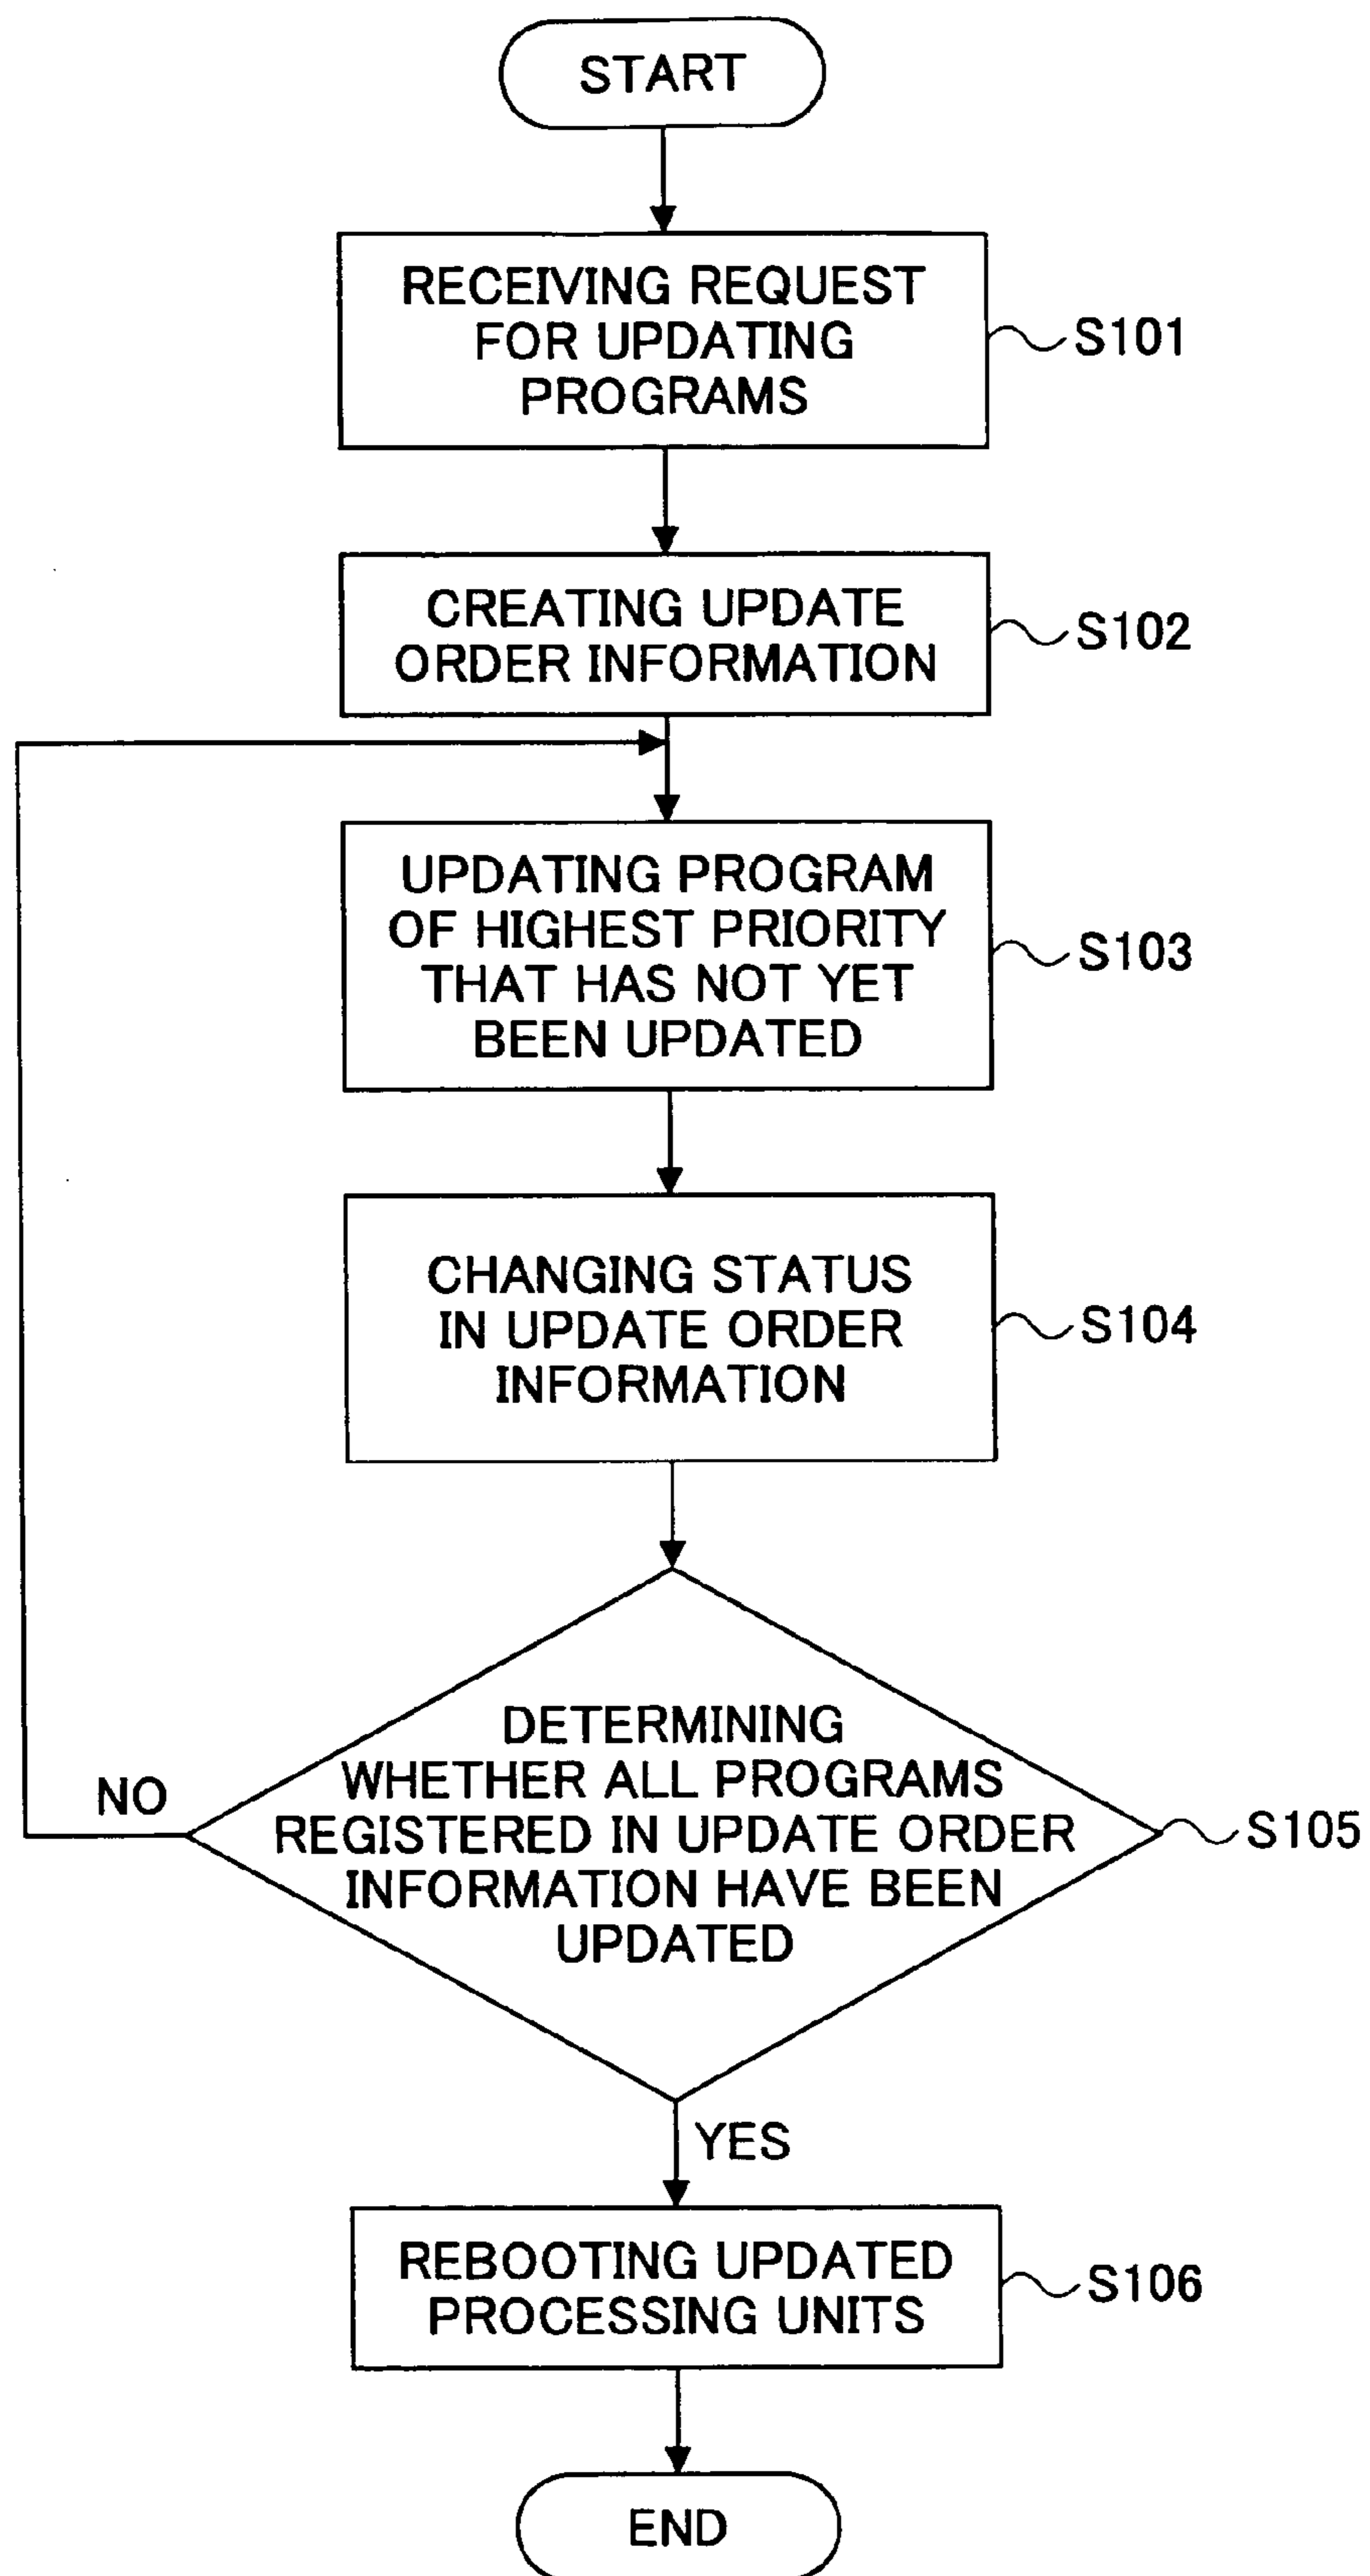 START
RECEIVING REQUEST
FOR UPDATING
PROGRAMS
S101
CREATING UPDATE
ORDER INFORMATION
S102
UPDATING PROGRAM
OF HIGHEST PRIORITY
THAT HAS NOT YET
BEEN UPDATED
S103
CHANGING STATUS
IN UPDATE ORDER
INFORMATION
S104
DETERMINING
WHETHER ALL PROGRAMS
REGISTERED IN UPDATE ORDER
INFORMATION HAVE BEEN
UPDATED
S105
NO
YES
REBOOTING UPDATED
PROCESSING UNITS
S106
END